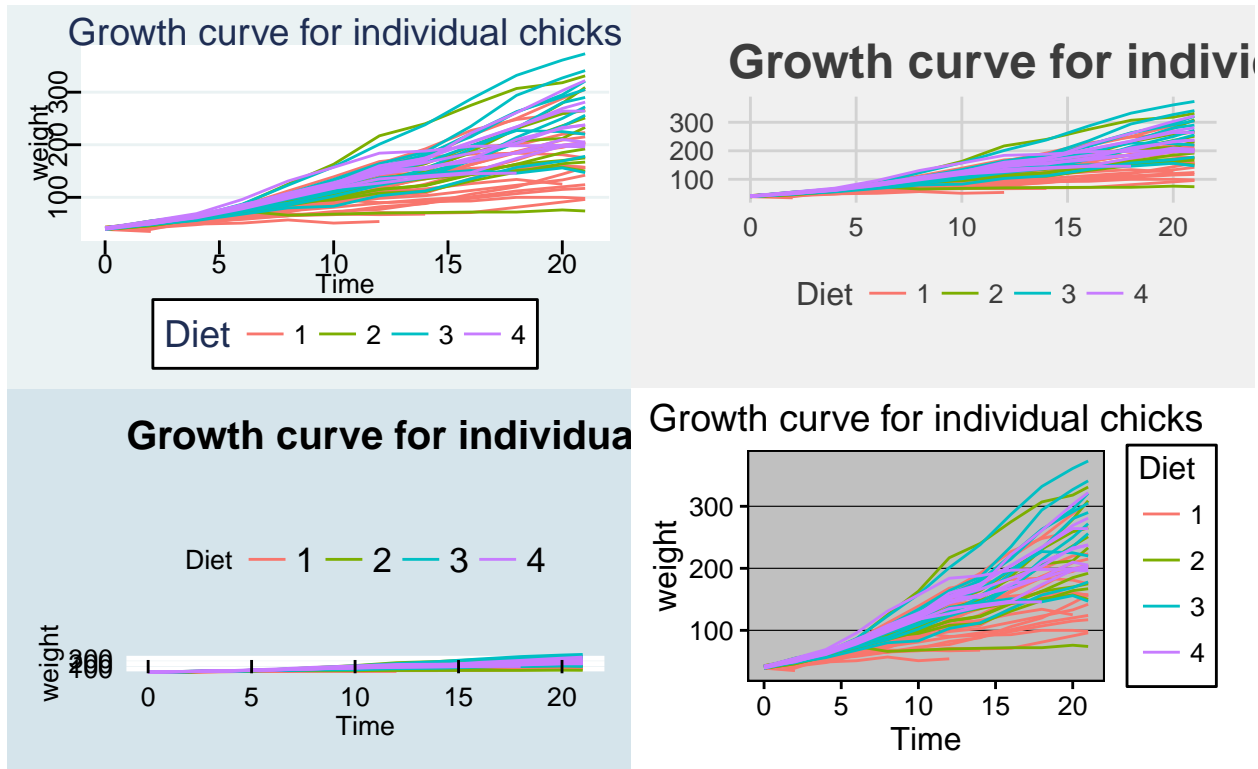 Growth curve for individual chicks
weight
300
200
100
0 5 10 15 20
Time
Diet 1 2 3 4
Growth curve for indivi
300
200
100
0 5 10 15 20
Diet 1 2 3 4
Growth curve for individua
Diet 1 2 3 4
weight
300
200
100
0 5 10 15 20
Time
Growth curve for individual chicks
weight
300
200
100
0 5 10 15 20
Time
Diet
1
2
3
4